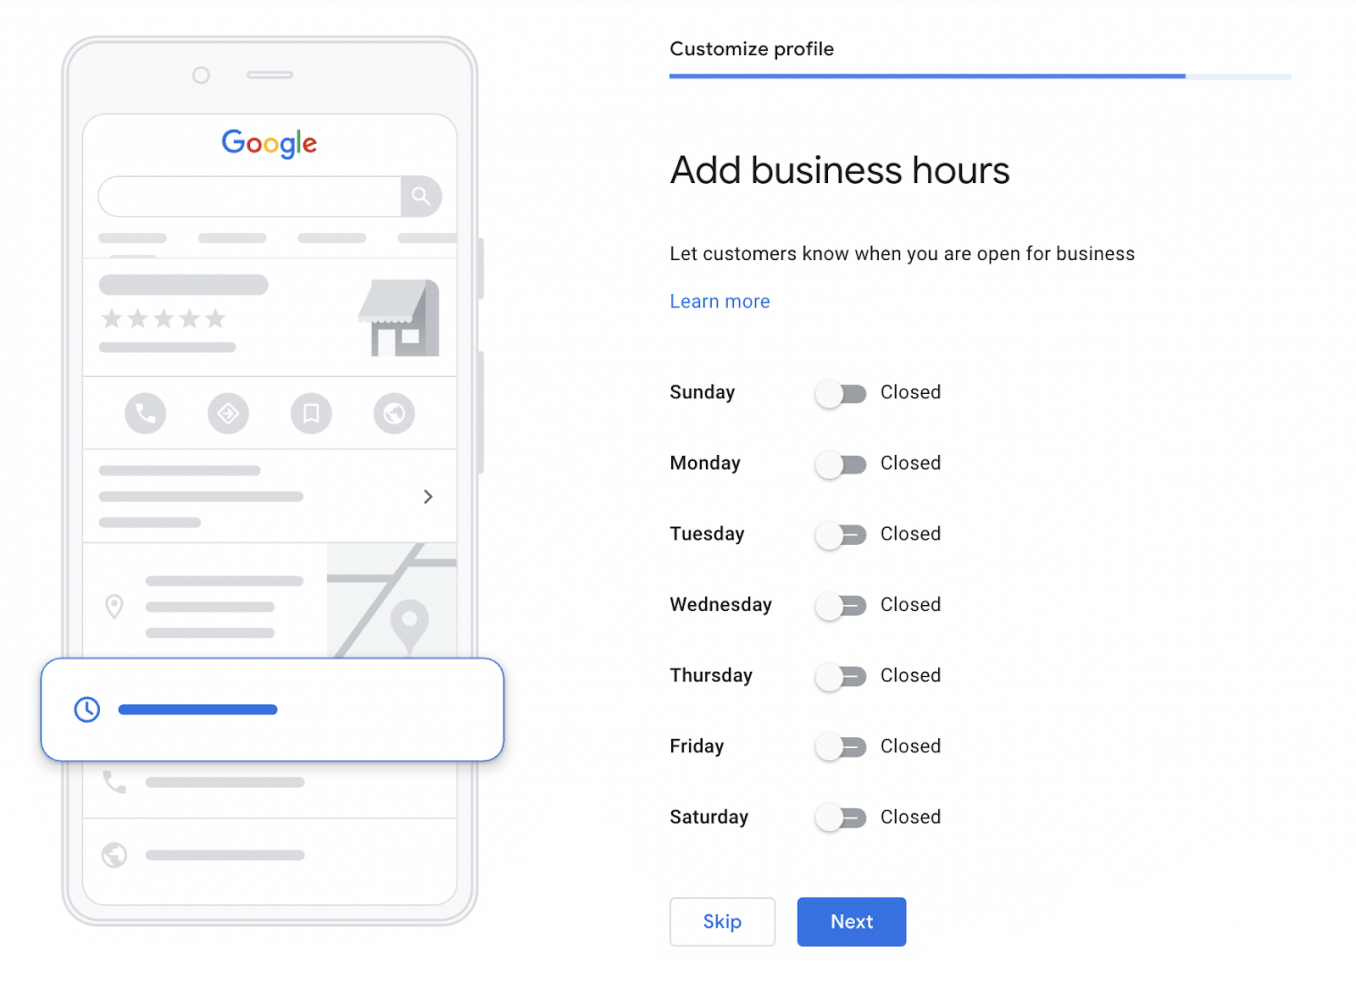 Google
Customize profile
Add business hours
Let customers know when you are open for business
Learn more
Sunday Closed
Monday Closed
Tuesday Closed
Wednesday Closed
Thursday Closed
Friday Closed
Saturday Closed
Skip Next